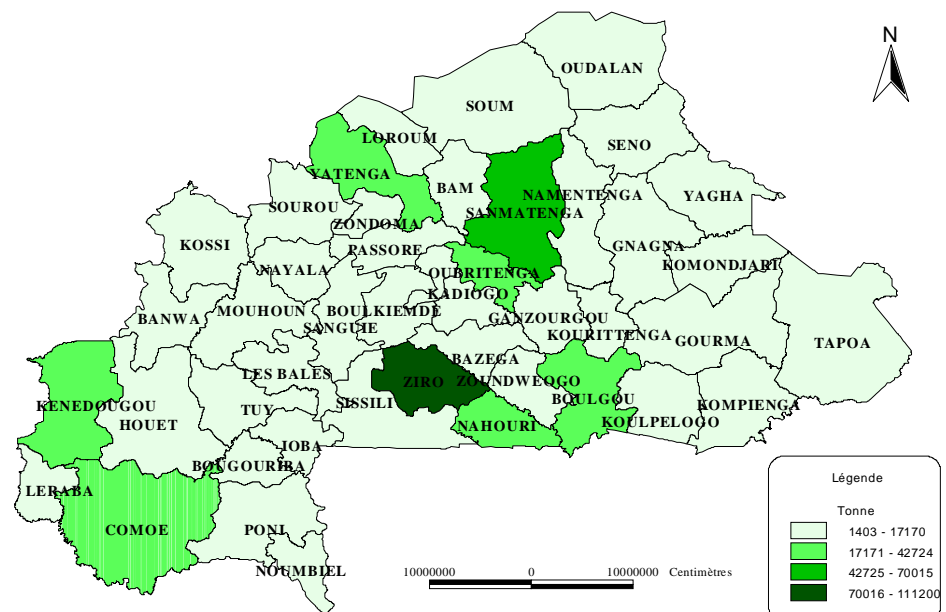 N
OUDALAN
SOUM
LOROUM
SENO
YATENGA
BAM
NAMENTENGA
YAGHA
SOUROU
SANMATENGA
ZONDOMA
KOSSI
PASSORE
GNAGNA
NAYALA
OUBRITENGA
KOMONDJARI
KADIOGO
BANWA
MOUHOUN
BOULKIEMDE
GANZOURGOU
SANGUIE
KOURITTENGA
GOURMA
TAPOA
BAZEGA
LES BALES
ZIRO
ZOUNDWEOGO
KENEDOUGOU
TUY
SISSILI
BOULGOU
KOMPIENGA
HOUET
NAHOURI
KOULPELOGO
IOBA
BOUGOURIBA
LERABA
COMOE
PONI
NOUMBIEL
10000000 0 10000000 Centimètres
Légende
Tonne
1403 - 17170
17171 - 42724
42725 - 70015
70016 - 111200